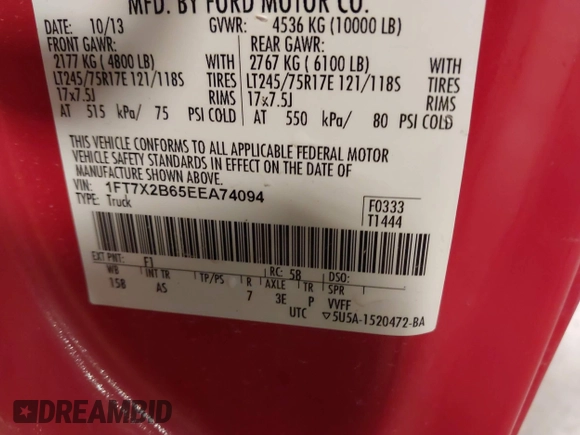 MFD. BY FORD MOTOR CO.
DATE: 10/13 GVWR: 4536 KG (10000 LB)
FRONT GAWR: REAR GAWR:
2177 KG ( 4800 LB) WITH 2767 KG ( 6100 LB) WITH
LT245/75R17E 121/118S TIRES LT245/75R17E 121/118S TIRES
17x7.5J RIMS 17x7.5J RIMS
AT 515 kPa/ 75 PSI COLD AT 550 kPa/ 80 PSI COLD
THIS VEHICLE CONFORMS TO ALL APPLICABLE FEDERAL MOTOR
VEHICLE SAFETY STANDARDS IN EFFECT ON THE DATE OF
MANUFACTURE SHOWN ABOVE.
VIN: 1FT7X2B65EEA74094 F0333
TYPE: Truck T1444
EXT PNT: F1 RC: 58 DSO:
WB INT TR TP/PS R AXLE TR SPR
158 AS 7 3E P VVFF
UTC ▽5U5A-1520472-BA
DREAMBID